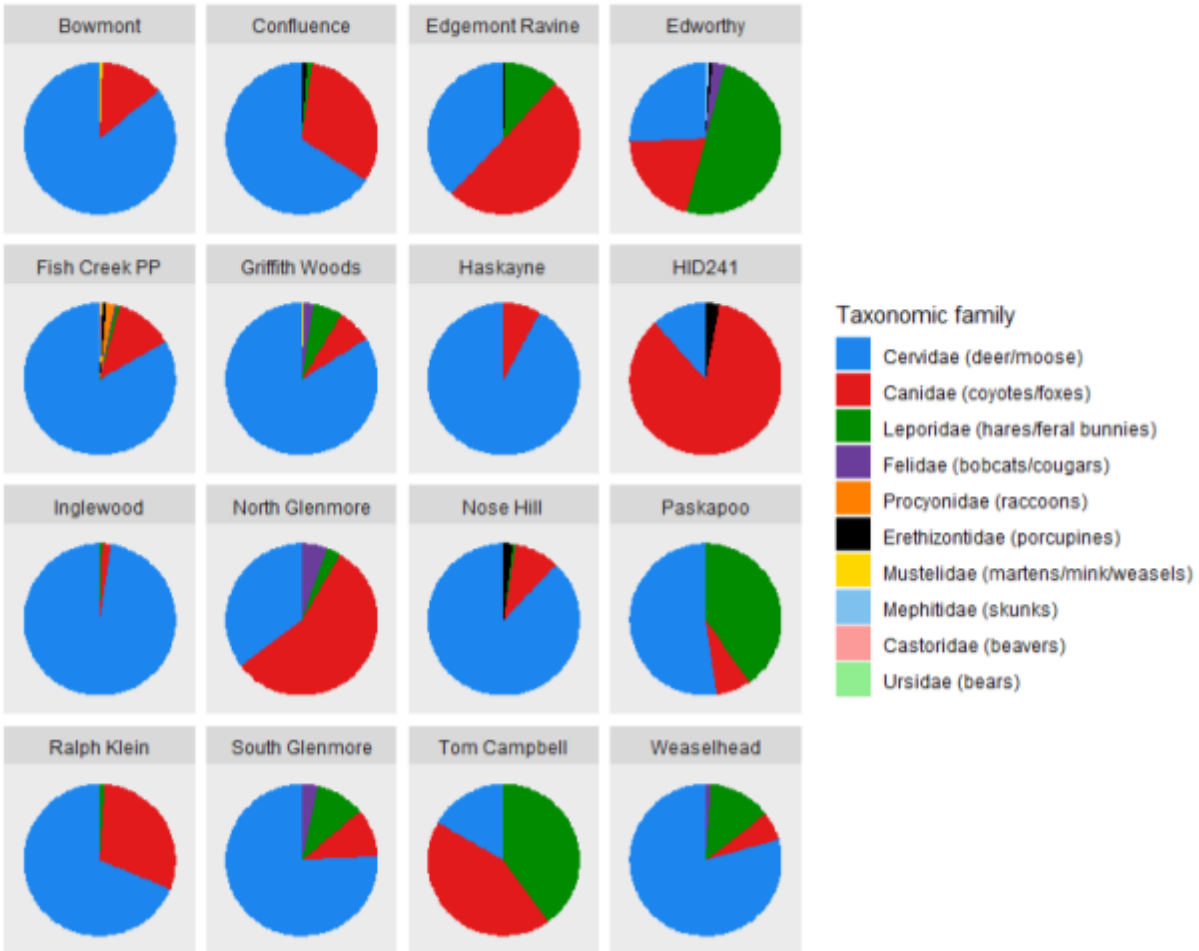 Bowmont
Confluence
Edgemont Ravine
Edworthy
Fish Creek PP
Griffith Woods
Haskayne
HID241
Inglewood
North Glenmore
Nose Hill
Paskapoo
Ralph Klein
South Glenmore
Tom Campbell
Weaselhead
Taxonomic family
Cervidae (deer/moose)
Canidae (coyotes/foxes)
Leporidae (hares/feral bunnies)
Felidae (bobcats/cougars)
Procyonidae (raccoons)
Erethizontidae (porcupines)
Mustelidae (martens/mink/weasels)
Mephitidae (skunks)
Castoridae (beavers)
Ursidae (bears)